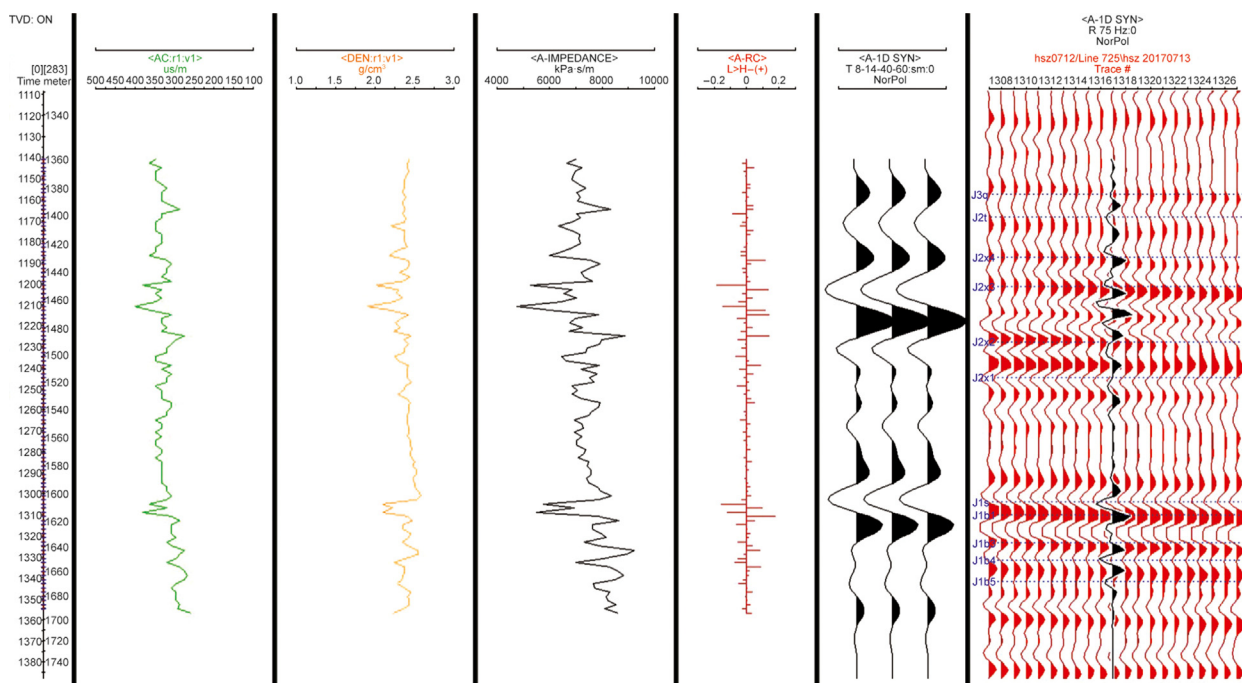 TVD: ON
[0][283]
Time meter
<AC:r1:v1>
us/m
500 450 400 350 300 250 200 150 100
<DEN:r1:v1>
g/cm³
1.0 1.5 2.0 2.5 3.0
<A-IMPEDANCE>
kPa·s/m
4000 6000 8000 10000
<A-RC>
L>H−(+)
−0.2 0 0.2
<A-1D SYN>
T 8-14-40-60:sm:0
NorPol
<A-1D SYN>
R 75 Hz:0
NorPol
hsz0712/Line 725\hsz 20170713
Trace #
1308 1310 1312 1314 1316 1318 1320 1322 1324 1326
1110
1120 1340
1130
1140 1360
1150
1160 1380
1170 1400
1180 1420
1190
1200 1440
1210 1460
1220 1480
1230
1240 1500
1250 1520
1260 1540
1270
1280 1560
1290 1580
1300 1600
1310
1320 1620
1330 1640
1340 1660
1350 1680
1360 1700
1370 1720
1380 1740
J3q
J2t
J2x4
J2x3
J2x2
J2x1
J1s
J1b
J1b4
J1b5